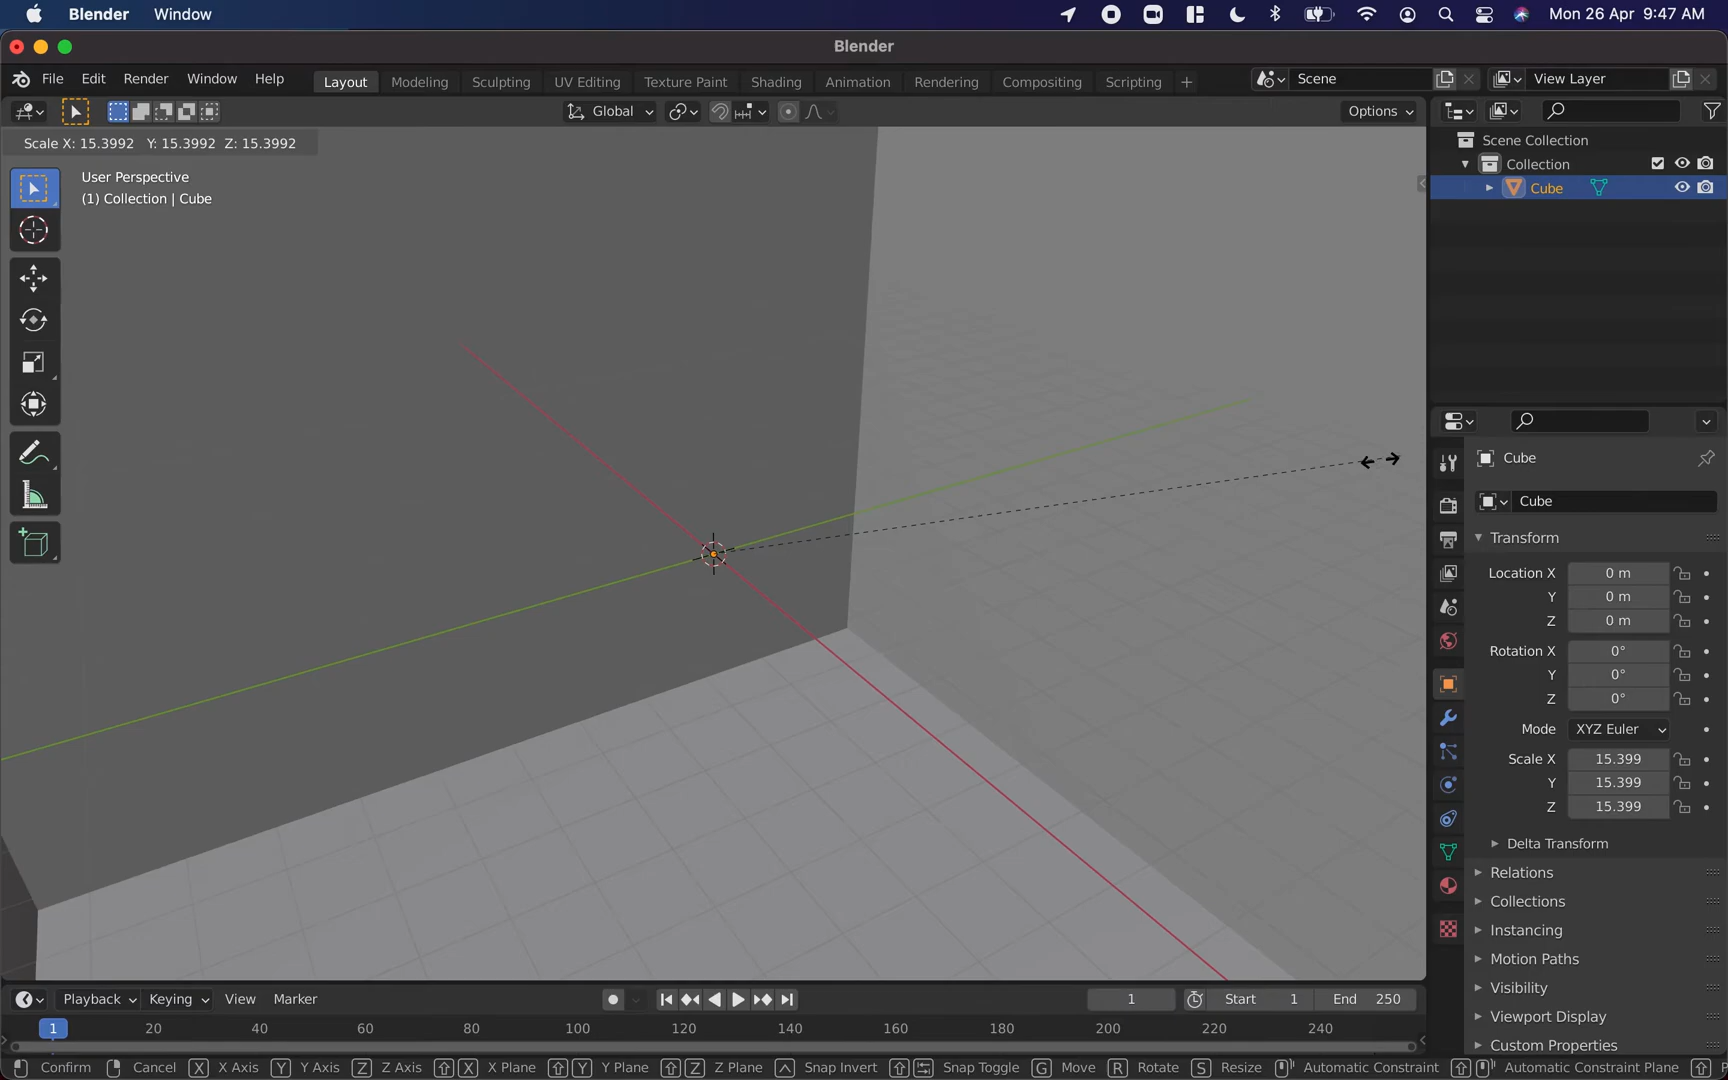 Blender Window Mon 26 Apr 9:47 AM
Blender
File Edit Render Window Help Layout Modeling Sculpting UV Editing Texture Paint Shading Animation Rendering Compositing Scripting + Scene View Layer
Global Options
Scale X: 15.3992 Y: 15.3992 Z: 15.3992
User Perspective
(1) Collection | Cube
Scene Collection
Collection
Cube
Cube
Cube
Transform
Location X 0 m
Y 0 m
Z 0 m
Rotation X 0°
Y 0°
Z 0°
Mode XYZ Euler
Scale X 15.399
Y 15.399
Z 15.399
Delta Transform
Relations
Collections
Instancing
Motion Paths
Visibility
Viewport Display
Custom Properties
Playback Keying View Marker 1 Start 1 End 250
1 20 40 60 80 100 120 140 160 180 200 220 240
Confirm Cancel X X Axis Y Y Axis Z Z Axis X X Plane Y Y Plane Z Z Plane Snap Invert Snap Toggle G Move R Rotate S Resize Automatic Constraint Automatic Constraint Plane